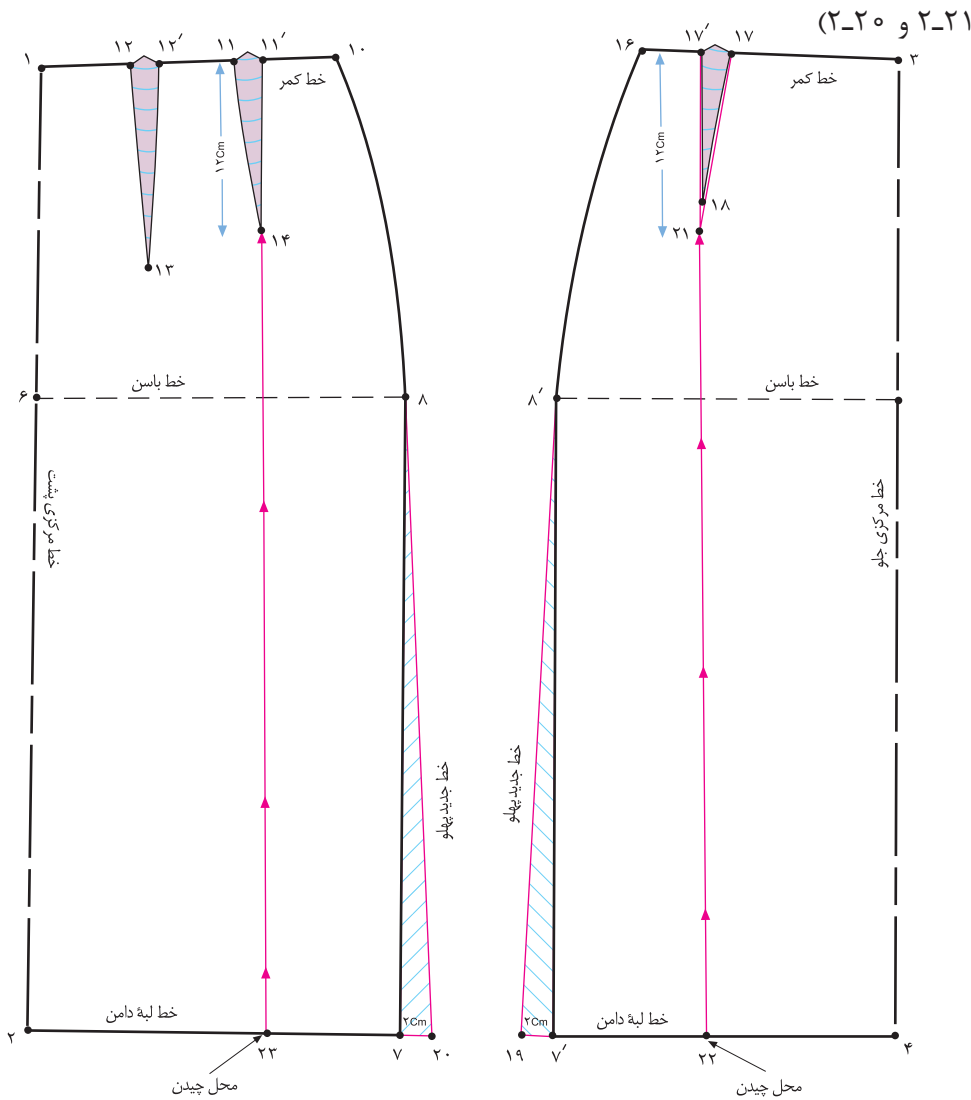 ۲ـ۲۰ و ۲ـ۲۱)
۱
۱۲
۱۲′
۱۱
۱۱′
۱۰
خط کمر
۱۲Cm
۱۳
۱۴
۶
خط باسن
۸
خط مرکزی پشت
خط جدید پهلو
خط لبهٔ دامن
۲Cm
۲
۲۳
۷
۲۰
محل چیدن
۱۶
۱۷′
۱۷
۳
خط کمر
۱۲Cm
۱۸
۲۱
۸′
خط باسن
خط مرکزی جلو
خط جدید پهلو
۲Cm
خط لبهٔ دامن
۱۹
۷′
۲۲
۴
محل چیدن